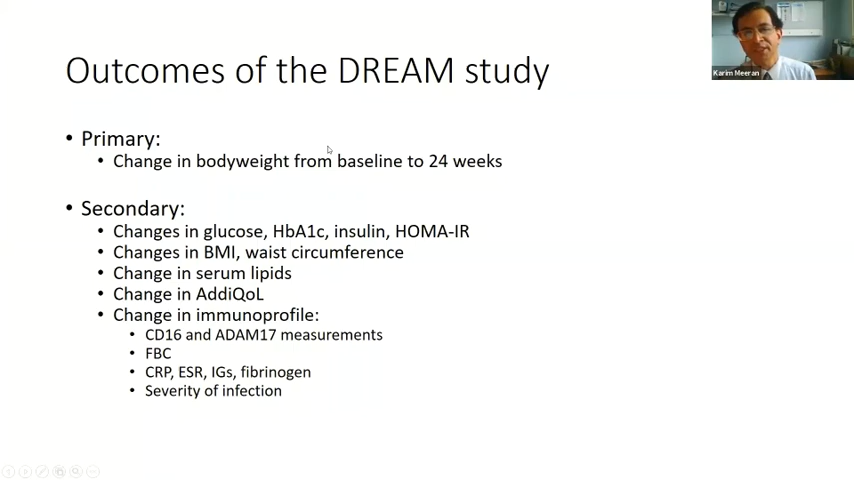 Karim Meeran
Outcomes of the DREAM study
• Primary:
• Change in bodyweight from baseline to 24 weeks
• Secondary:
• Changes in glucose, HbA1c, insulin, HOMA-IR
• Changes in BMI, waist circumference
• Change in serum lipids
• Change in AddiQoL
• Change in immunoprofile:
• CD16 and ADAM17 measurements
• FBC
• CRP, ESR, IGs, fibrinogen
• Severity of infection